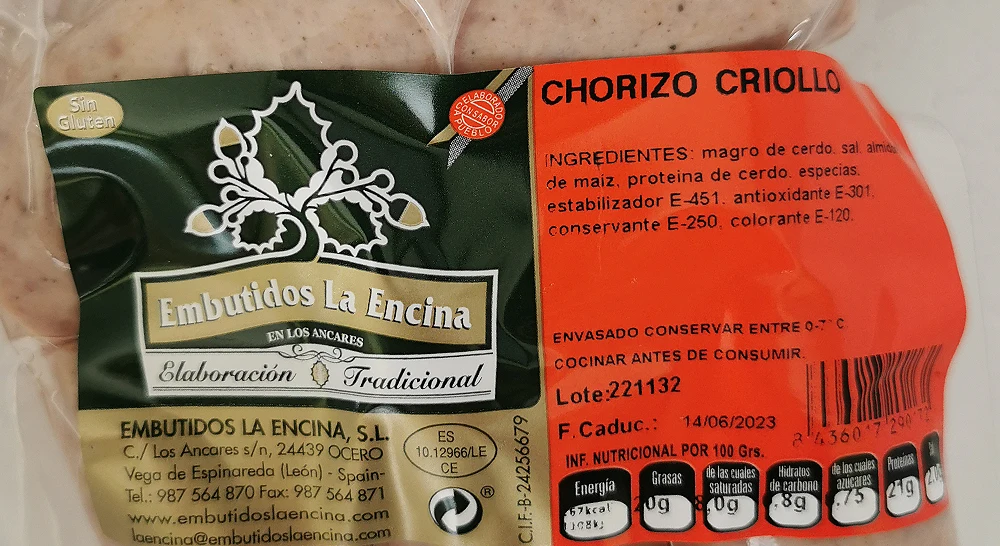 Sin
Gluten
ELABORADO
CON SABOR
A PUEBLO
Embutidos La Encina
EN LOS ANCARES
Elaboración Tradicional
EMBUTIDOS LA ENCINA, S.L.
C./ Los Ancares s/n, 24439 OCERO
Vega de Espinareda (León) - Spain-
Tel.: 987 564 870 Fax: 987 564 871
www.embutidoslaencina.com
laencina@embutidoslaencina.com
ES
10.12966/LE
CE
®
C.I.F.-B-24256679
CHORIZO CRIOLLO
INGREDIENTES: magro de cerdo. sal,
de maiz, proteina de cerdo. especias.
estabilizador E-451. antioxidante E-301.
conservante E-250. colorante E-120.
ENVASADO CONSERVAR ENTRE 0-7° C
COCINAR ANTES DE CONSUMIR.
Lote:221132
F. Caduc.: 14/06/2023
INF. NUTRICIONAL POR 100 Grs.
Energía
Grasas
20g
de las cuales
saturadas
Hidratos
de carbono
de los cuales
azúcares
Proteinas
21g